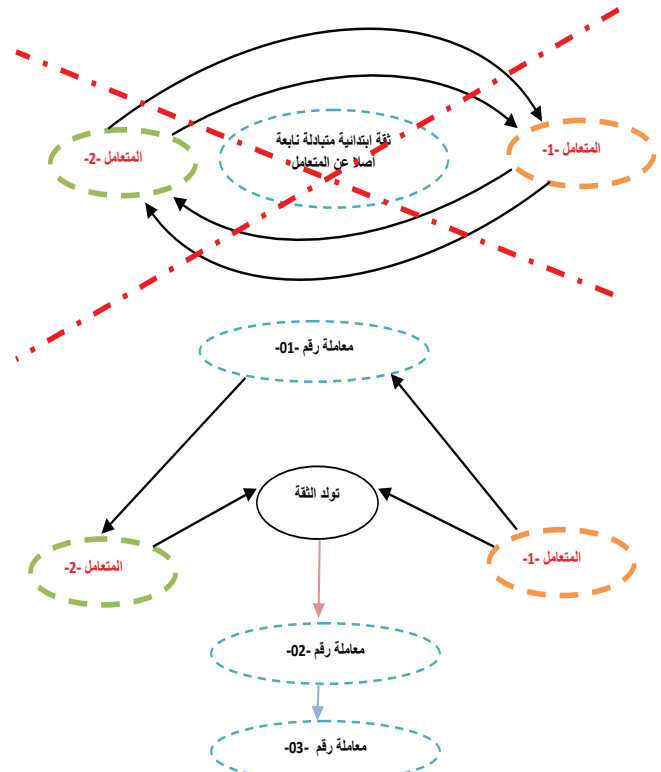 ثقة ابتدائية متبادلة نابعة
أصلا عن المتعامل
المتعامل -1-
المتعامل -2-
معاملة رقم -01-
تولد الثقة
المتعامل -1-
المتعامل -2-
معاملة رقم -02-
معاملة رقم -03-